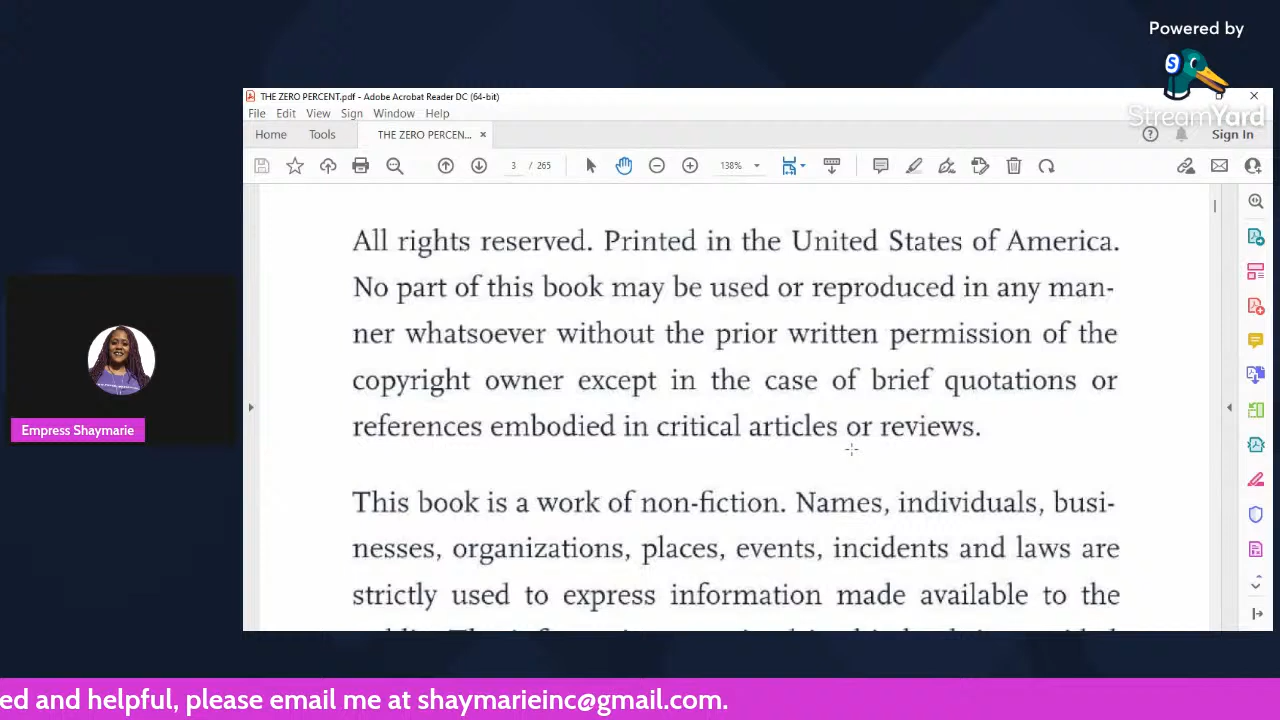 Powered by
StreamYard
THE ZERO PERCENT.pdf - Adobe Acrobat Reader DC (64-bit)
File Edit View Sign Window Help
Home Tools THE ZERO PERCEN... × Sign In
3 / 265 138%
All rights reserved. Printed in the United States of America.
No part of this book may be used or reproduced in any man-
ner whatsoever without the prior written permission of the
copyright owner except in the case of brief quotations or
references embodied in critical articles or reviews.
This book is a work of non-fiction. Names, individuals, busi-
nesses, organizations, places, events, incidents and laws are
strictly used to express information made available to the
Empress Shaymarie
ed and helpful, please email me at shaymarieinc@gmail.com.